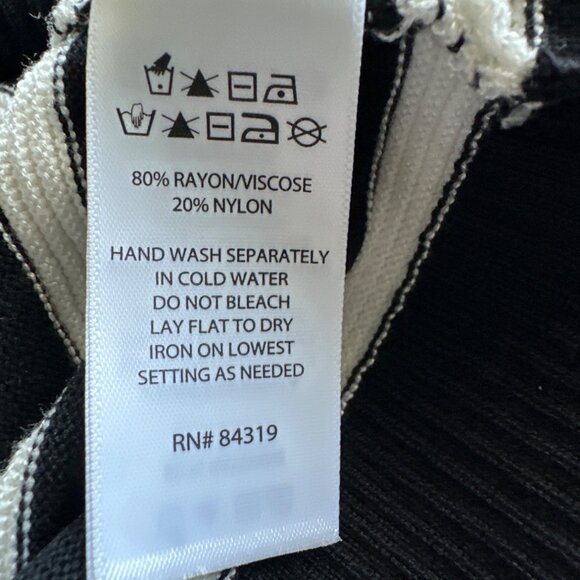 80% RAYON/VISCOSE
20% NYLON
HAND WASH SEPARATELY
IN COLD WATER
DO NOT BLEACH
LAY FLAT TO DRY
IRON ON LOWEST
SETTING AS NEEDED
RN# 84319